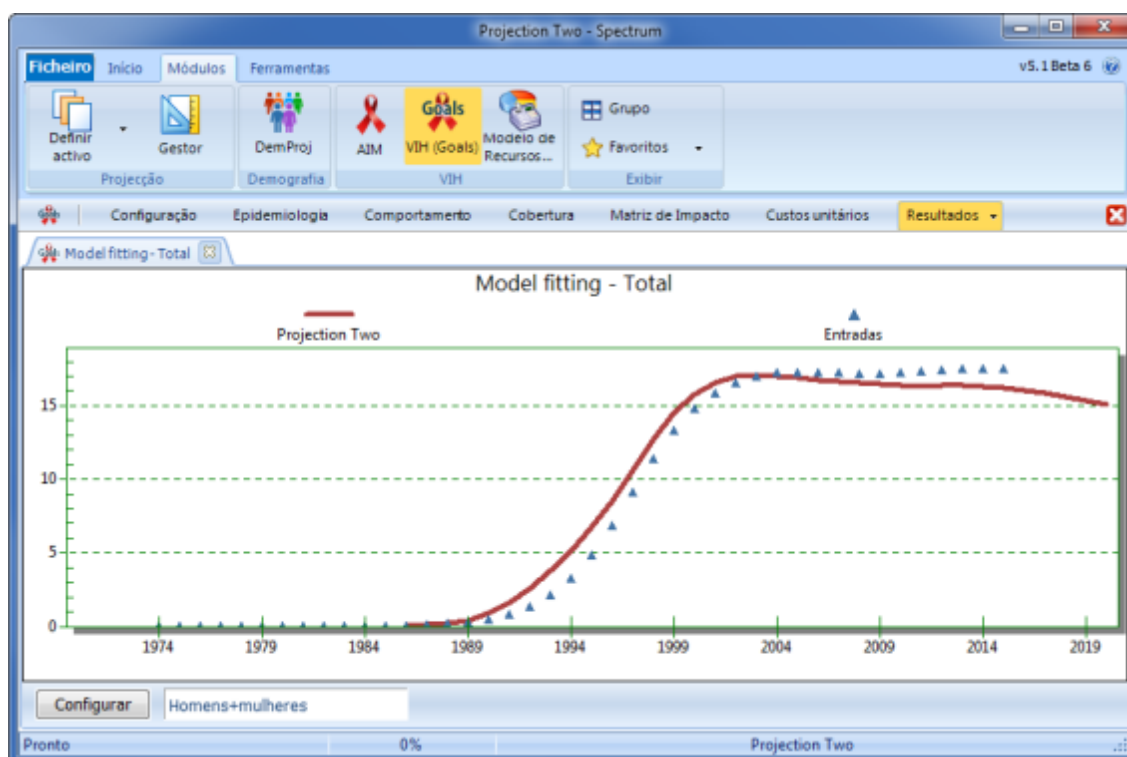 Projection Two - Spectrum
Ficheiro Início Módulos Ferramentas v5.1 Beta 6
Definir activo
Gestor
DemProj
AIM
Goals
VIH (Goals)
Modelo de Recursos...
Grupo
Favoritos
Projecção Demografia VIH Exibir
Configuração Epidemiologia Comportamento Cobertura Matriz de Impacto Custos unitários Resultados
Model fitting - Total
Model fitting - Total
Projection Two Entradas
15
10
5
0
1974 1979 1984 1989 1994 1999 2004 2009 2014 2019
Configurar Homens+mulheres
Pronto 0% Projection Two